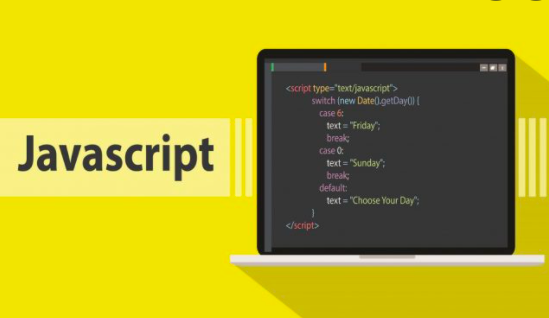 Javascript
<script type="text/javascript">
switch (new Date().getDay()) {
case 6:
text = "Friday";
break;
case 0:
text = "Sunday";
break;
default:
text = "Choose Your Day";
}
</script>